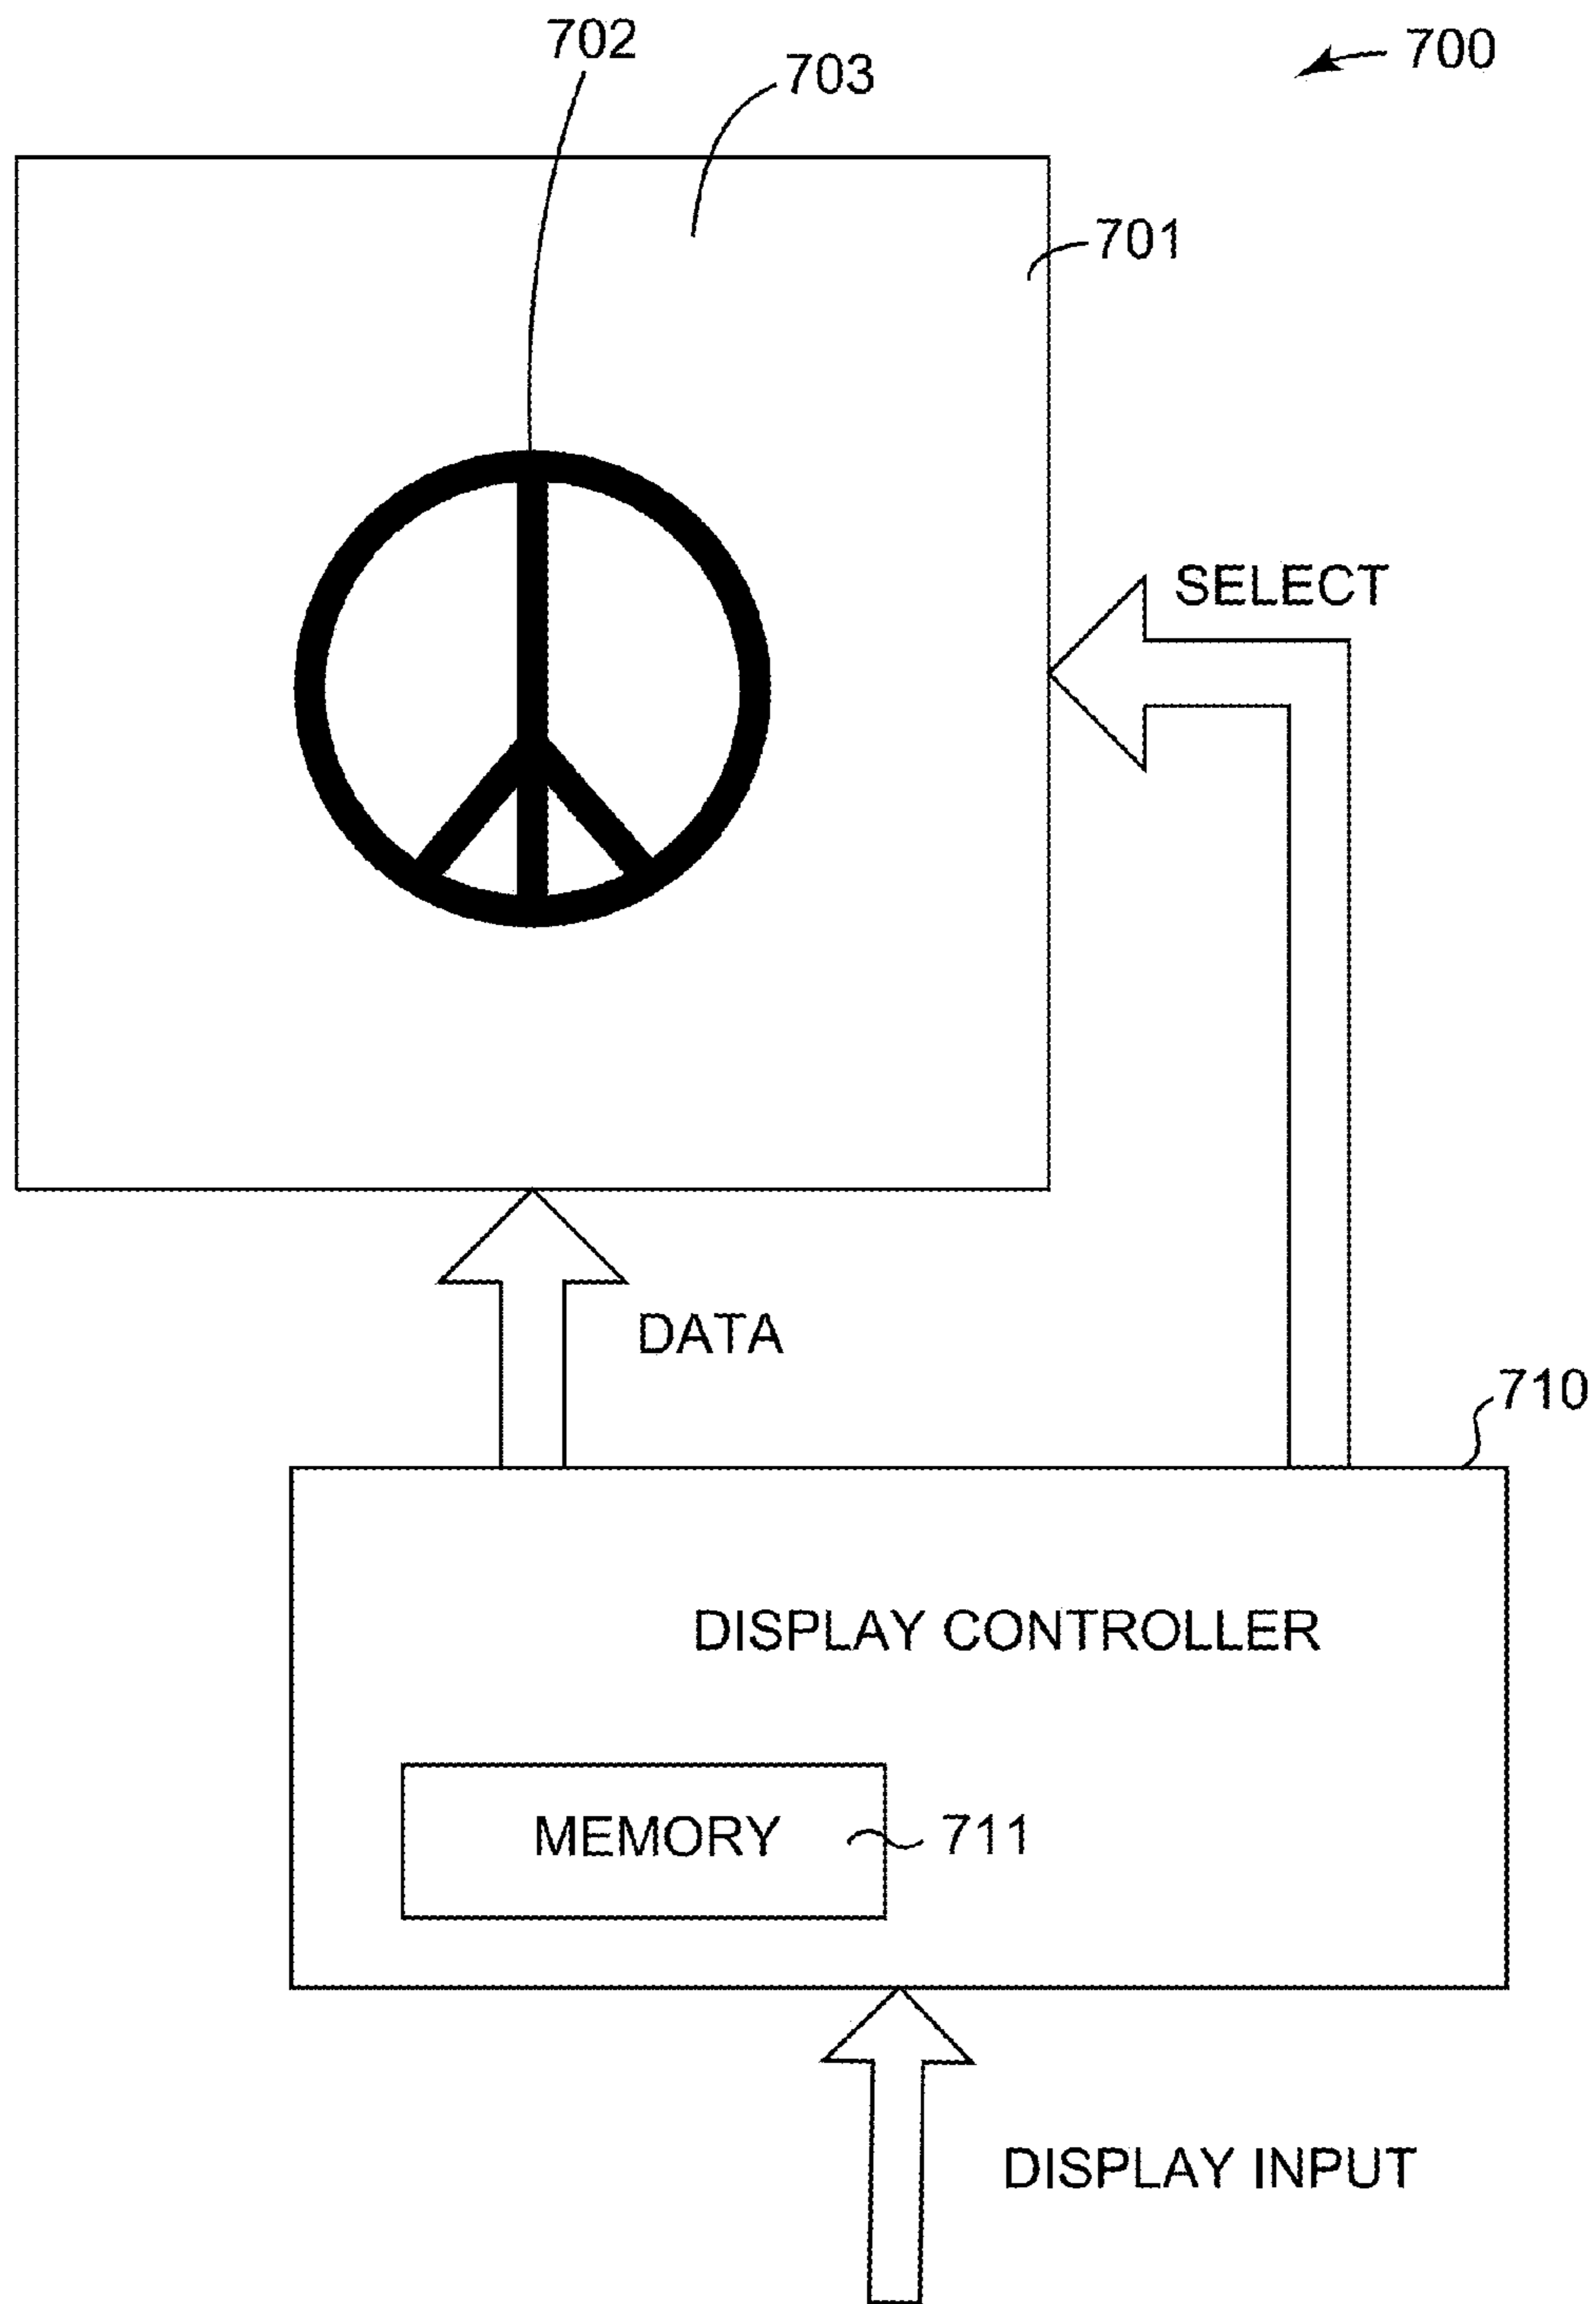 702
703
700
701
SELECT
DATA
710
DISPLAY CONTROLLER
MEMORY
711
DISPLAY INPUT